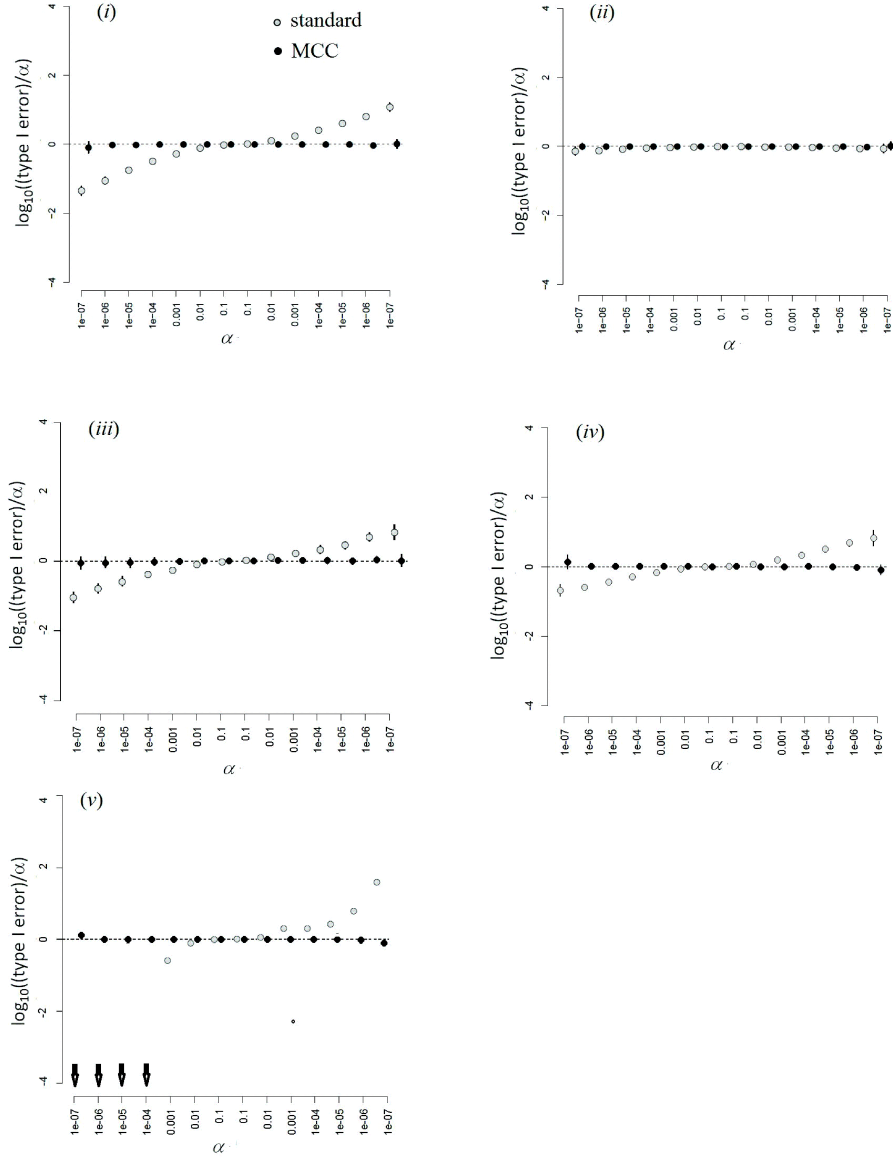 (i)
standard
MCC
log10((type I error)/α)
4
2
0
−2
−4
1e−07 1e−06 1e−05 1e−04 0.001 0.01 0.1 0.1 0.01 0.001 1e−04 1e−05 1e−06 1e−07
α
(ii)
log10((type I error)/α)
4
2
0
−2
−4
1e−07 1e−06 1e−05 1e−04 0.001 0.01 0.1 0.1 0.01 0.001 1e−04 1e−05 1e−06 1e−07
α
(iii)
log10((type I error)/α)
4
2
0
−2
−4
1e−07 1e−06 1e−05 1e−04 0.001 0.01 0.1 0.1 0.01 0.001 1e−04 1e−05 1e−06 1e−07
α
(iv)
log10((type I error)/α)
4
2
0
−2
−4
1e−07 1e−06 1e−05 1e−04 0.001 0.01 0.1 0.1 0.01 0.001 1e−04 1e−05 1e−06 1e−07
α
(v)
log10((type I error)/α)
4
2
0
−2
−4
1e−07 1e−06 1e−05 1e−04 0.001 0.01 0.1 0.1 0.01 0.001 1e−04 1e−05 1e−06 1e−07
α